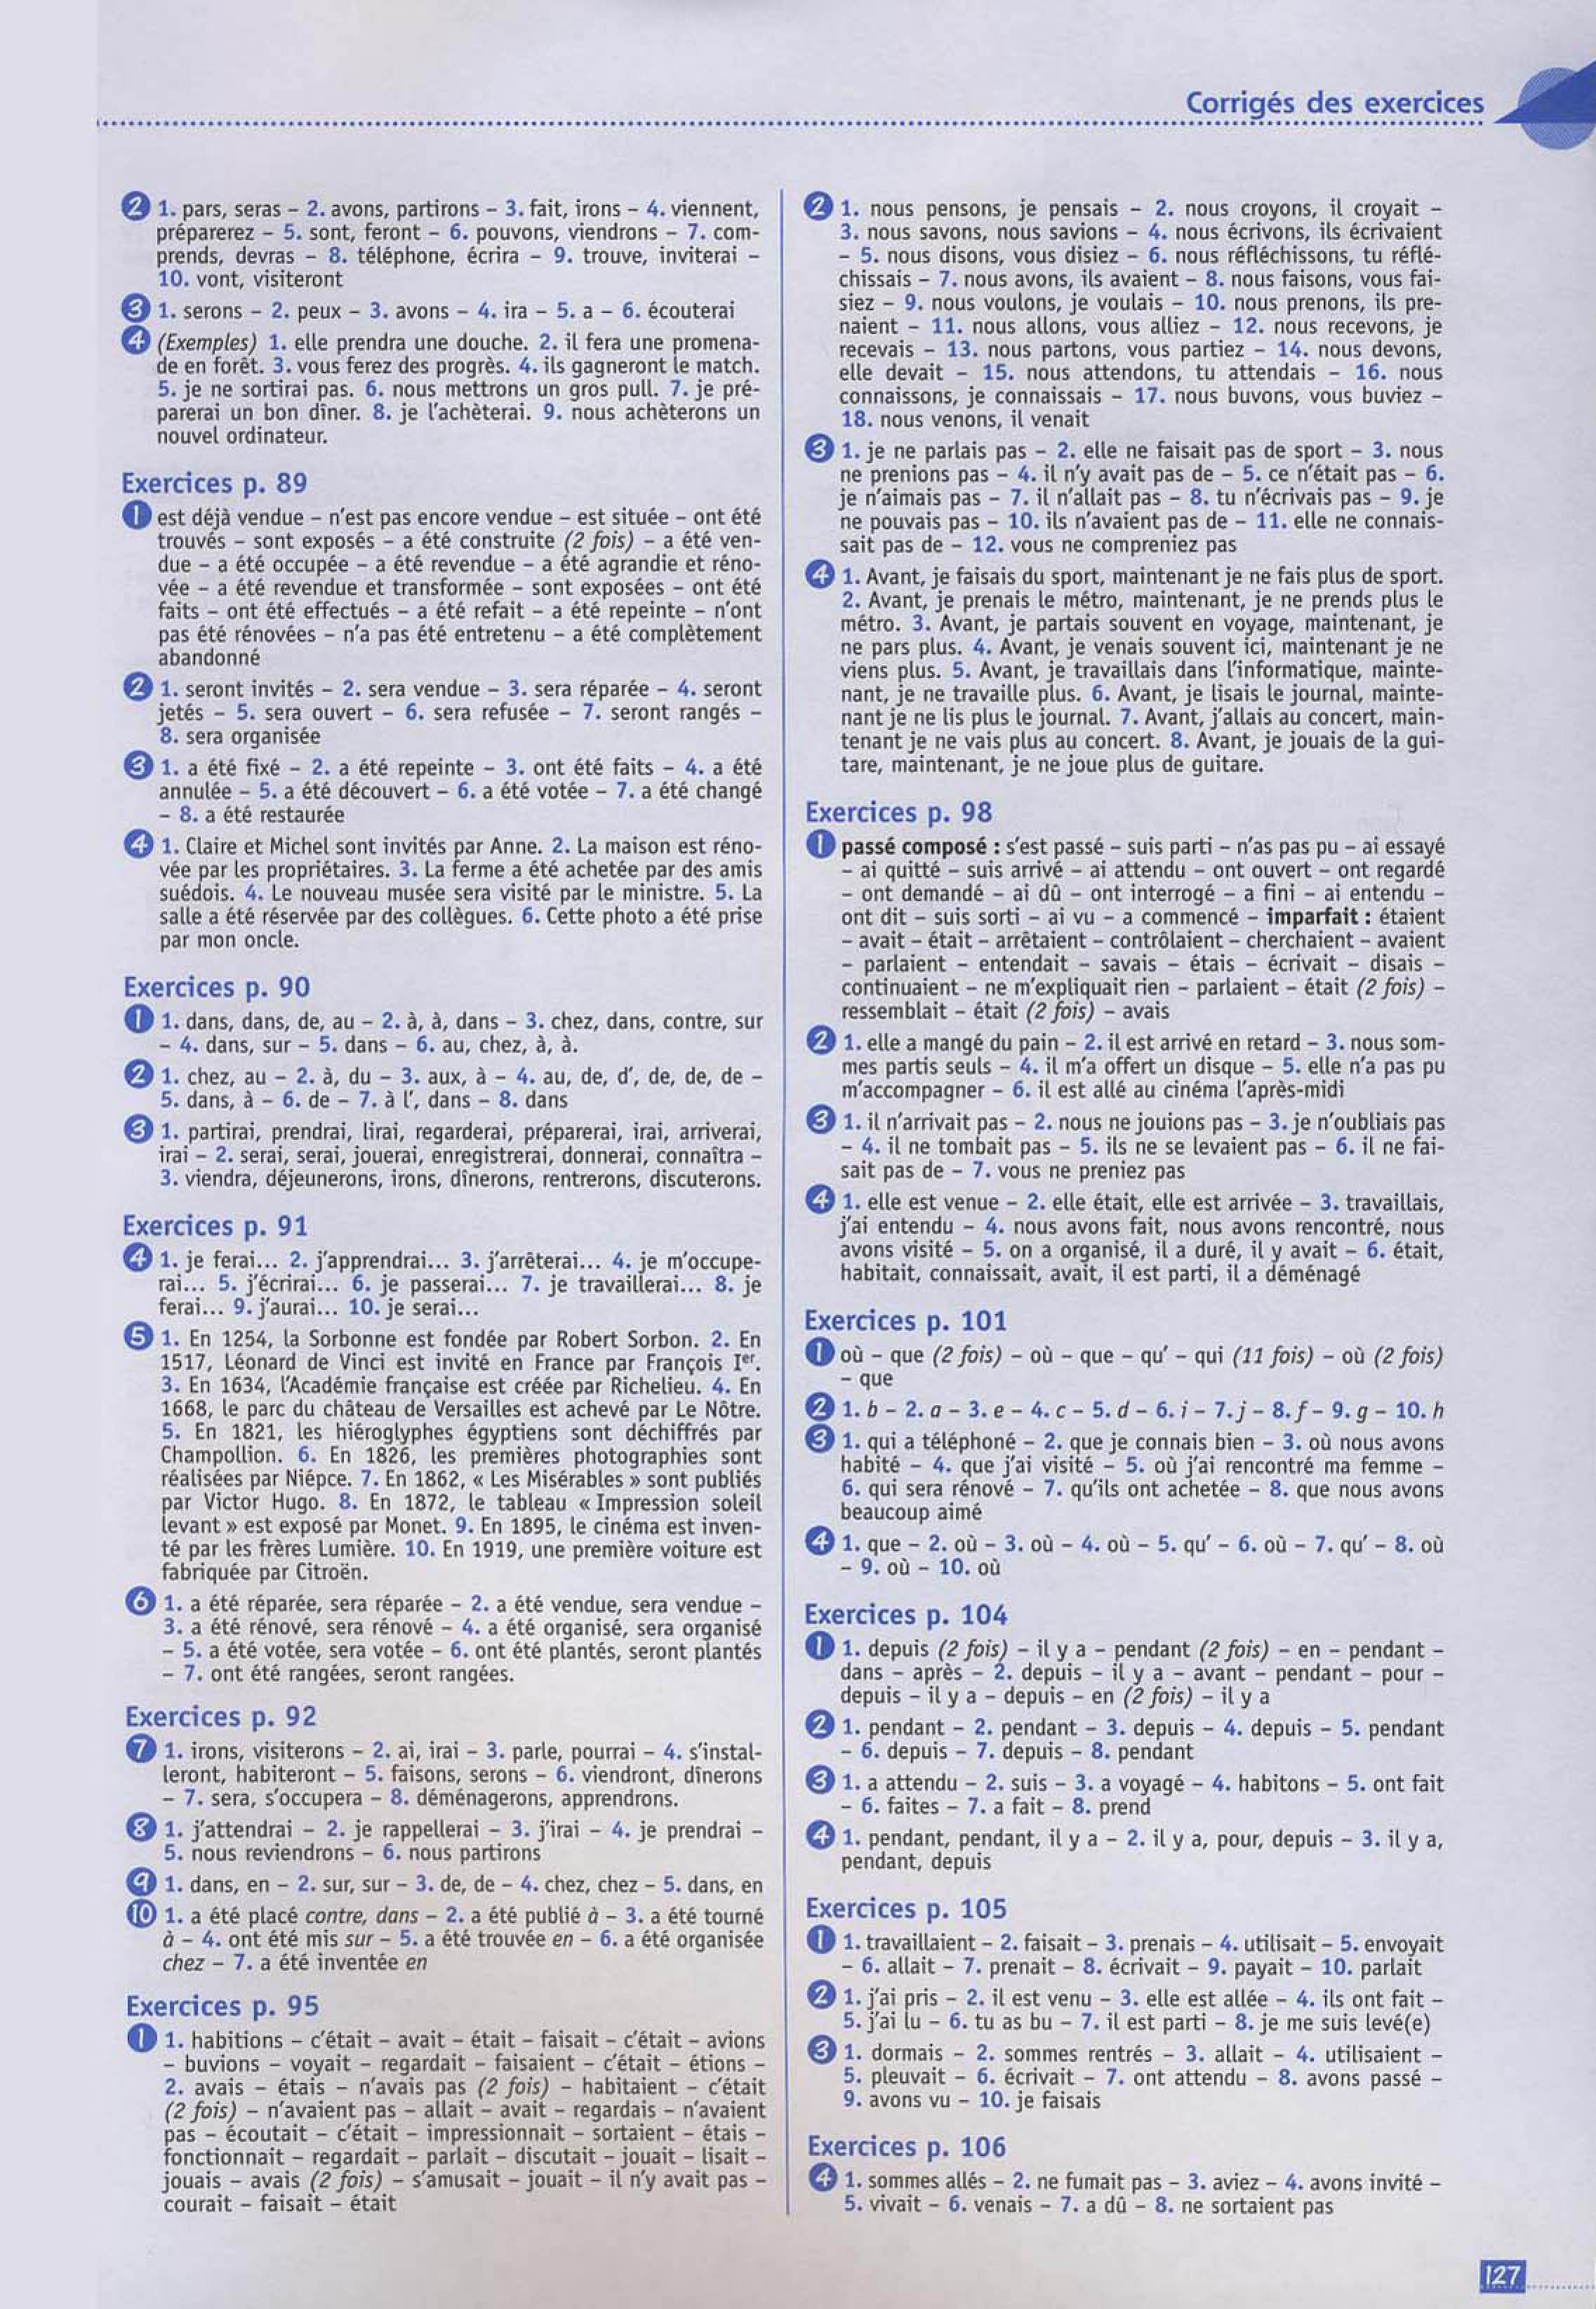 Corrigés des exercices
2 1. pars, seras – 2. avons, partirons – 3. fait, irons – 4. viennent,
préparerez – 5. sont, feront – 6. pouvons, viendrons – 7. com-
prends, devras – 8. téléphone, écrira – 9. trouve, inviterai –
10. vont, visiteront
3 1. serons – 2. peux – 3. avons – 4. ira – 5. a – 6. écouterai
4 (Exemples) 1. elle prendra une douche. 2. il fera une promena-
de en forêt. 3. vous ferez des progrès. 4. ils gagneront le match.
5. je ne sortirai pas. 6. nous mettrons un gros pull. 7. je pré-
parerai un bon dîner. 8. je l'achèterai. 9. nous achèterons un
nouvel ordinateur.
Exercices p. 89
1 est déjà vendue – n'est pas encore vendue – est située – ont été
trouvés – sont exposés – a été construite (2 fois) – a été ven-
due – a été occupée – a été revendue – a été agrandie et réno-
vée – a été revendue et transformée – sont exposées – ont été
faits – ont été effectués – a été refait – a été repeinte – n'ont
pas été rénovées – n'a pas été entretenu – a été complètement
abandonné
2 1. seront invités – 2. sera vendue – 3. sera réparée – 4. seront
jetés – 5. sera ouvert – 6. sera refusée – 7. seront rangés –
8. sera organisée
3 1. a été fixé – 2. a été repeinte – 3. ont été faits – 4. a été
annulée – 5. a été découvert – 6. a été votée – 7. a été changé
– 8. a été restaurée
4 1. Claire et Michel sont invités par Anne. 2. La maison est réno-
vée par les propriétaires. 3. La ferme a été achetée par des amis
suédois. 4. Le nouveau musée sera visité par le ministre. 5. La
salle a été réservée par des collègues. 6. Cette photo a été prise
par mon oncle.
Exercices p. 90
1 1. dans, dans, de, au – 2. à, à, dans – 3. chez, dans, contre, sur
– 4. dans, sur – 5. dans – 6. au, chez, à, à.
2 1. chez, au – 2. à, du – 3. aux, à – 4. au, de, d', de, de, de –
5. dans, à – 6. de – 7. à l', dans – 8. dans
3 1. partirai, prendrai, lirai, regarderai, préparerai, irai, arriverai,
irai – 2. serai, serai, jouerai, enregistrerai, donnerai, connaîtra –
3. viendra, déjeunerons, irons, dînerons, rentrerons, discuterons.
Exercices p. 91
4 1. je ferai... 2. j'apprendrai... 3. j'arrêterai... 4. je m'occupe-
rai... 5. j'écrirai... 6. je passerai... 7. je travaillerai... 8. je
ferai... 9. j'aurai... 10. je serai...
5 1. En 1254, la Sorbonne est fondée par Robert Sorbon. 2. En
1517, Léonard de Vinci est invité en France par François Ier.
3. En 1634, l'Académie française est créée par Richelieu. 4. En
1668, le parc du château de Versailles est achevé par Le Nôtre.
5. En 1821, les hiéroglyphes égyptiens sont déchiffrés par
Champollion. 6. En 1826, les premières photographies sont
réalisées par Niépce. 7. En 1862, « Les Misérables » sont publiés
par Victor Hugo. 8. En 1872, le tableau « Impression soleil
levant » est exposé par Monet. 9. En 1895, le cinéma est inven-
té par les frères Lumière. 10. En 1919, une première voiture est
fabriquée par Citroën.
6 1. a été réparée, sera réparée – 2. a été vendue, sera vendue –
3. a été rénové, sera rénové – 4. a été organisé, sera organisé
– 5. a été votée, sera votée – 6. ont été plantés, seront plantés
– 7. ont été rangées, seront rangées.
Exercices p. 92
7 1. irons, visiterons – 2. ai, irai – 3. parle, pourrai – 4. s'instal-
leront, habiteront – 5. faisons, serons – 6. viendront, dînerons
– 7. sera, s'occupera – 8. déménagerons, apprendrons.
8 1. j'attendrai – 2. je rappellerai – 3. j'irai – 4. je prendrai –
5. nous reviendrons – 6. nous partirons
9 1. dans, en – 2. sur, sur – 3. de, de – 4. chez, chez – 5. dans, en
10 1. a été placé contre, dans – 2. a été publié à – 3. a été tourné
à – 4. ont été mis sur – 5. a été trouvée en – 6. a été organisée
chez – 7. a été inventée en
Exercices p. 95
1 1. habitions – c'était – avait – était – faisait – c'était – avions
– buvions – voyait – regardait – faisaient – c'était – étions –
2. avais – étais – n'avais pas (2 fois) – habitaient – c'était
(2 fois) – n'avaient pas – allait – avait – regardais – n'avaient
pas – écoutait – c'était – impressionnait – sortaient – étais –
fonctionnait – regardait – parlait – discutait – jouait – lisait –
jouais – avais (2 fois) – s'amusait – jouait – il n'y avait pas –
courait – faisait – était
2 1. nous pensons, je pensais – 2. nous croyons, il croyait –
3. nous savons, nous savions – 4. nous écrivons, ils écrivaient
– 5. nous disons, vous disiez – 6. nous réfléchissons, tu réflé-
chissais – 7. nous avons, ils avaient – 8. nous faisons, vous fai-
siez – 9. nous voulons, je voulais – 10. nous prenons, ils pre-
naient – 11. nous allons, vous alliez – 12. nous recevons, je
recevais – 13. nous partons, vous partiez – 14. nous devons,
elle devait – 15. nous attendons, tu attendais – 16. nous
connaissons, je connaissais – 17. nous buvons, vous buviez –
18. nous venons, il venait
3 1. je ne parlais pas – 2. elle ne faisait pas de sport – 3. nous
ne prenions pas – 4. il n'y avait pas de – 5. ce n'était pas – 6.
je n'aimais pas – 7. il n'allait pas – 8. tu n'écrivais pas – 9. je
ne pouvais pas – 10. ils n'avaient pas de – 11. elle ne connais-
sait pas de – 12. vous ne compreniez pas
4 1. Avant, je faisais du sport, maintenant je ne fais plus de sport.
2. Avant, je prenais le métro, maintenant, je ne prends plus le
métro. 3. Avant, je partais souvent en voyage, maintenant, je
ne pars plus. 4. Avant, je venais souvent ici, maintenant je ne
viens plus. 5. Avant, je travaillais dans l'informatique, mainte-
nant, je ne travaille plus. 6. Avant, je lisais le journal, mainte-
nant je ne lis plus le journal. 7. Avant, j'allais au concert, main-
tenant je ne vais plus au concert. 8. Avant, je jouais de la gui-
tare, maintenant, je ne joue plus de guitare.
Exercices p. 98
1 passé composé : s'est passé – suis parti – n'as pas pu – ai essayé
– ai quitté – suis arrivé – ai attendu – ont ouvert – ont regardé
– ont demandé – ai dû – ont interrogé – a fini – ai entendu –
ont dit – suis sorti – ai vu – a commencé – imparfait : étaient
– avait – était – arrêtaient – contrôlaient – cherchaient – avaient
– parlaient – entendait – savais – étais – écrivait – disais –
continuaient – ne m'expliquait rien – parlaient – était (2 fois) –
ressemblait – était (2 fois) – avais
2 1. elle a mangé du pain – 2. il est arrivé en retard – 3. nous som-
mes partis seuls – 4. il m'a offert un disque – 5. elle n'a pas pu
m'accompagner – 6. il est allé au cinéma l'après-midi
3 1. il n'arrivait pas – 2. nous ne jouions pas – 3. je n'oubliais pas
– 4. il ne tombait pas – 5. ils ne se levaient pas – 6. il ne fai-
sait pas de – 7. vous ne preniez pas
4 1. elle est venue – 2. elle était, elle est arrivée – 3. travaillais,
j'ai entendu – 4. nous avons fait, nous avons rencontré, nous
avons visité – 5. on a organisé, il a duré, il y avait – 6. était,
habitait, connaissait, avait, il est parti, il a déménagé
Exercices p. 101
1 où – que (2 fois) – où – que – qu' – qui (11 fois) – où (2 fois)
– que
2 1. b – 2. a – 3. e – 4. c – 5. d – 6. i – 7. j – 8. f – 9. g – 10. h
3 1. qui a téléphoné – 2. que je connais bien – 3. où nous avons
habité – 4. que j'ai visité – 5. où j'ai rencontré ma femme –
6. qui sera rénové – 7. qu'ils ont achetée – 8. que nous avons
beaucoup aimé
4 1. que – 2. où – 3. où – 4. où – 5. qu' – 6. où – 7. qu' – 8. où
– 9. où – 10. où
Exercices p. 104
1 1. depuis (2 fois) – il y a – pendant (2 fois) – en – pendant –
dans – après – 2. depuis – il y a – avant – pendant – pour –
depuis – il y a – depuis – en (2 fois) – il y a
2 1. pendant – 2. pendant – 3. depuis – 4. depuis – 5. pendant
– 6. depuis – 7. depuis – 8. pendant
3 1. a attendu – 2. suis – 3. a voyagé – 4. habitons – 5. ont fait
– 6. faites – 7. a fait – 8. prend
4 1. pendant, pendant, il y a – 2. il y a, pour, depuis – 3. il y a,
pendant, depuis
Exercices p. 105
1 1. travaillaient – 2. faisait – 3. prenais – 4. utilisait – 5. envoyait
– 6. allait – 7. prenait – 8. écrivait – 9. payait – 10. parlait
2 1. j'ai pris – 2. il est venu – 3. elle est allée – 4. ils ont fait –
5. j'ai lu – 6. tu as bu – 7. il est parti – 8. je me suis levé(e)
3 1. dormais – 2. sommes rentrés – 3. allait – 4. utilisaient –
5. pleuvait – 6. écrivait – 7. ont attendu – 8. avons passé –
9. avons vu – 10. je faisais
Exercices p. 106
4 1. sommes allés – 2. ne fumait pas – 3. aviez – 4. avons invité –
5. vivait – 6. venais – 7. a dû – 8. ne sortaient pas
127